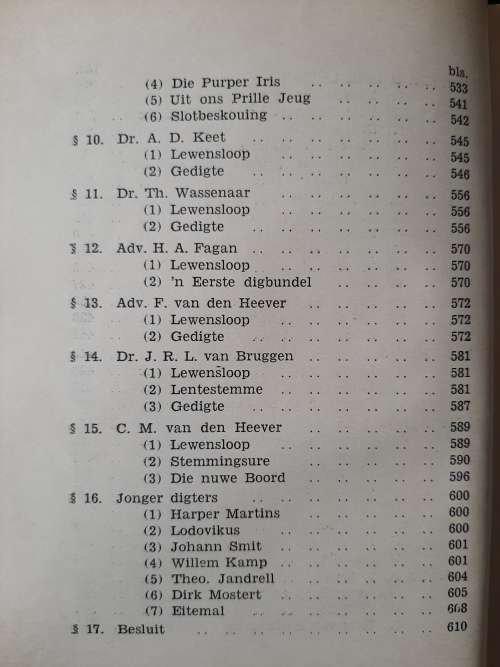 bls.
(4) Die Purper Iris .. .. .. .. .. 533
(5) Uit ons Prille Jeug .. .. .. .. 541
(6) Slotbeskouing .. .. .. .. .. 542
§ 10. Dr. A. D. Keet .. .. .. .. .. .. .. 545
(1) Lewensloop .. .. .. .. .. .. 545
(2) Gedigte .. .. .. .. .. .. .. 546
§ 11. Dr. Th. Wassenaar .. .. .. .. .. .. 556
(1) Lewensloop .. .. .. .. .. .. 556
(2) Gedigte .. .. .. .. .. .. .. 556
§ 12. Adv. H. A. Fagan .. .. .. .. .. .. .. 570
(1) Lewensloop .. .. .. .. .. .. 570
(2) 'n Eerste digbundel .. .. .. .. .. 570
§ 13. Adv. F. van den Heever .. .. .. .. .. 572
(1) Lewensloop .. .. .. .. .. .. 572
(2) Gedigte .. .. .. .. .. .. .. 572
§ 14. Dr. J. R. L. van Bruggen .. .. .. .. .. 581
(1) Lewensloop .. .. .. .. .. .. 581
(2) Lentestemme .. .. .. .. .. .. 581
(3) Gedigte .. .. .. .. .. .. .. 587
§ 15. C. M. van den Heever .. .. .. .. .. 589
(1) Lewensloop .. .. .. .. .. .. 589
(2) Stemmingsure .. .. .. .. .. 590
(3) Die nuwe Boord .. .. .. .. .. 596
§ 16. Jonger digters .. .. .. .. .. .. .. 600
(1) Harper Martins .. .. .. .. .. 600
(2) Lodovikus .. .. .. .. .. .. 600
(3) Johann Smit .. .. .. .. .. .. 601
(4) Willem Kamp .. .. .. .. .. .. 601
(5) Theo. Jandrell .. .. .. .. .. 604
(6) Dirk Mostert .. .. .. .. .. .. 605
(7) Eitemal .. .. .. .. .. .. .. 608
§ 17. Besluit .. .. .. .. .. .. .. .. 610